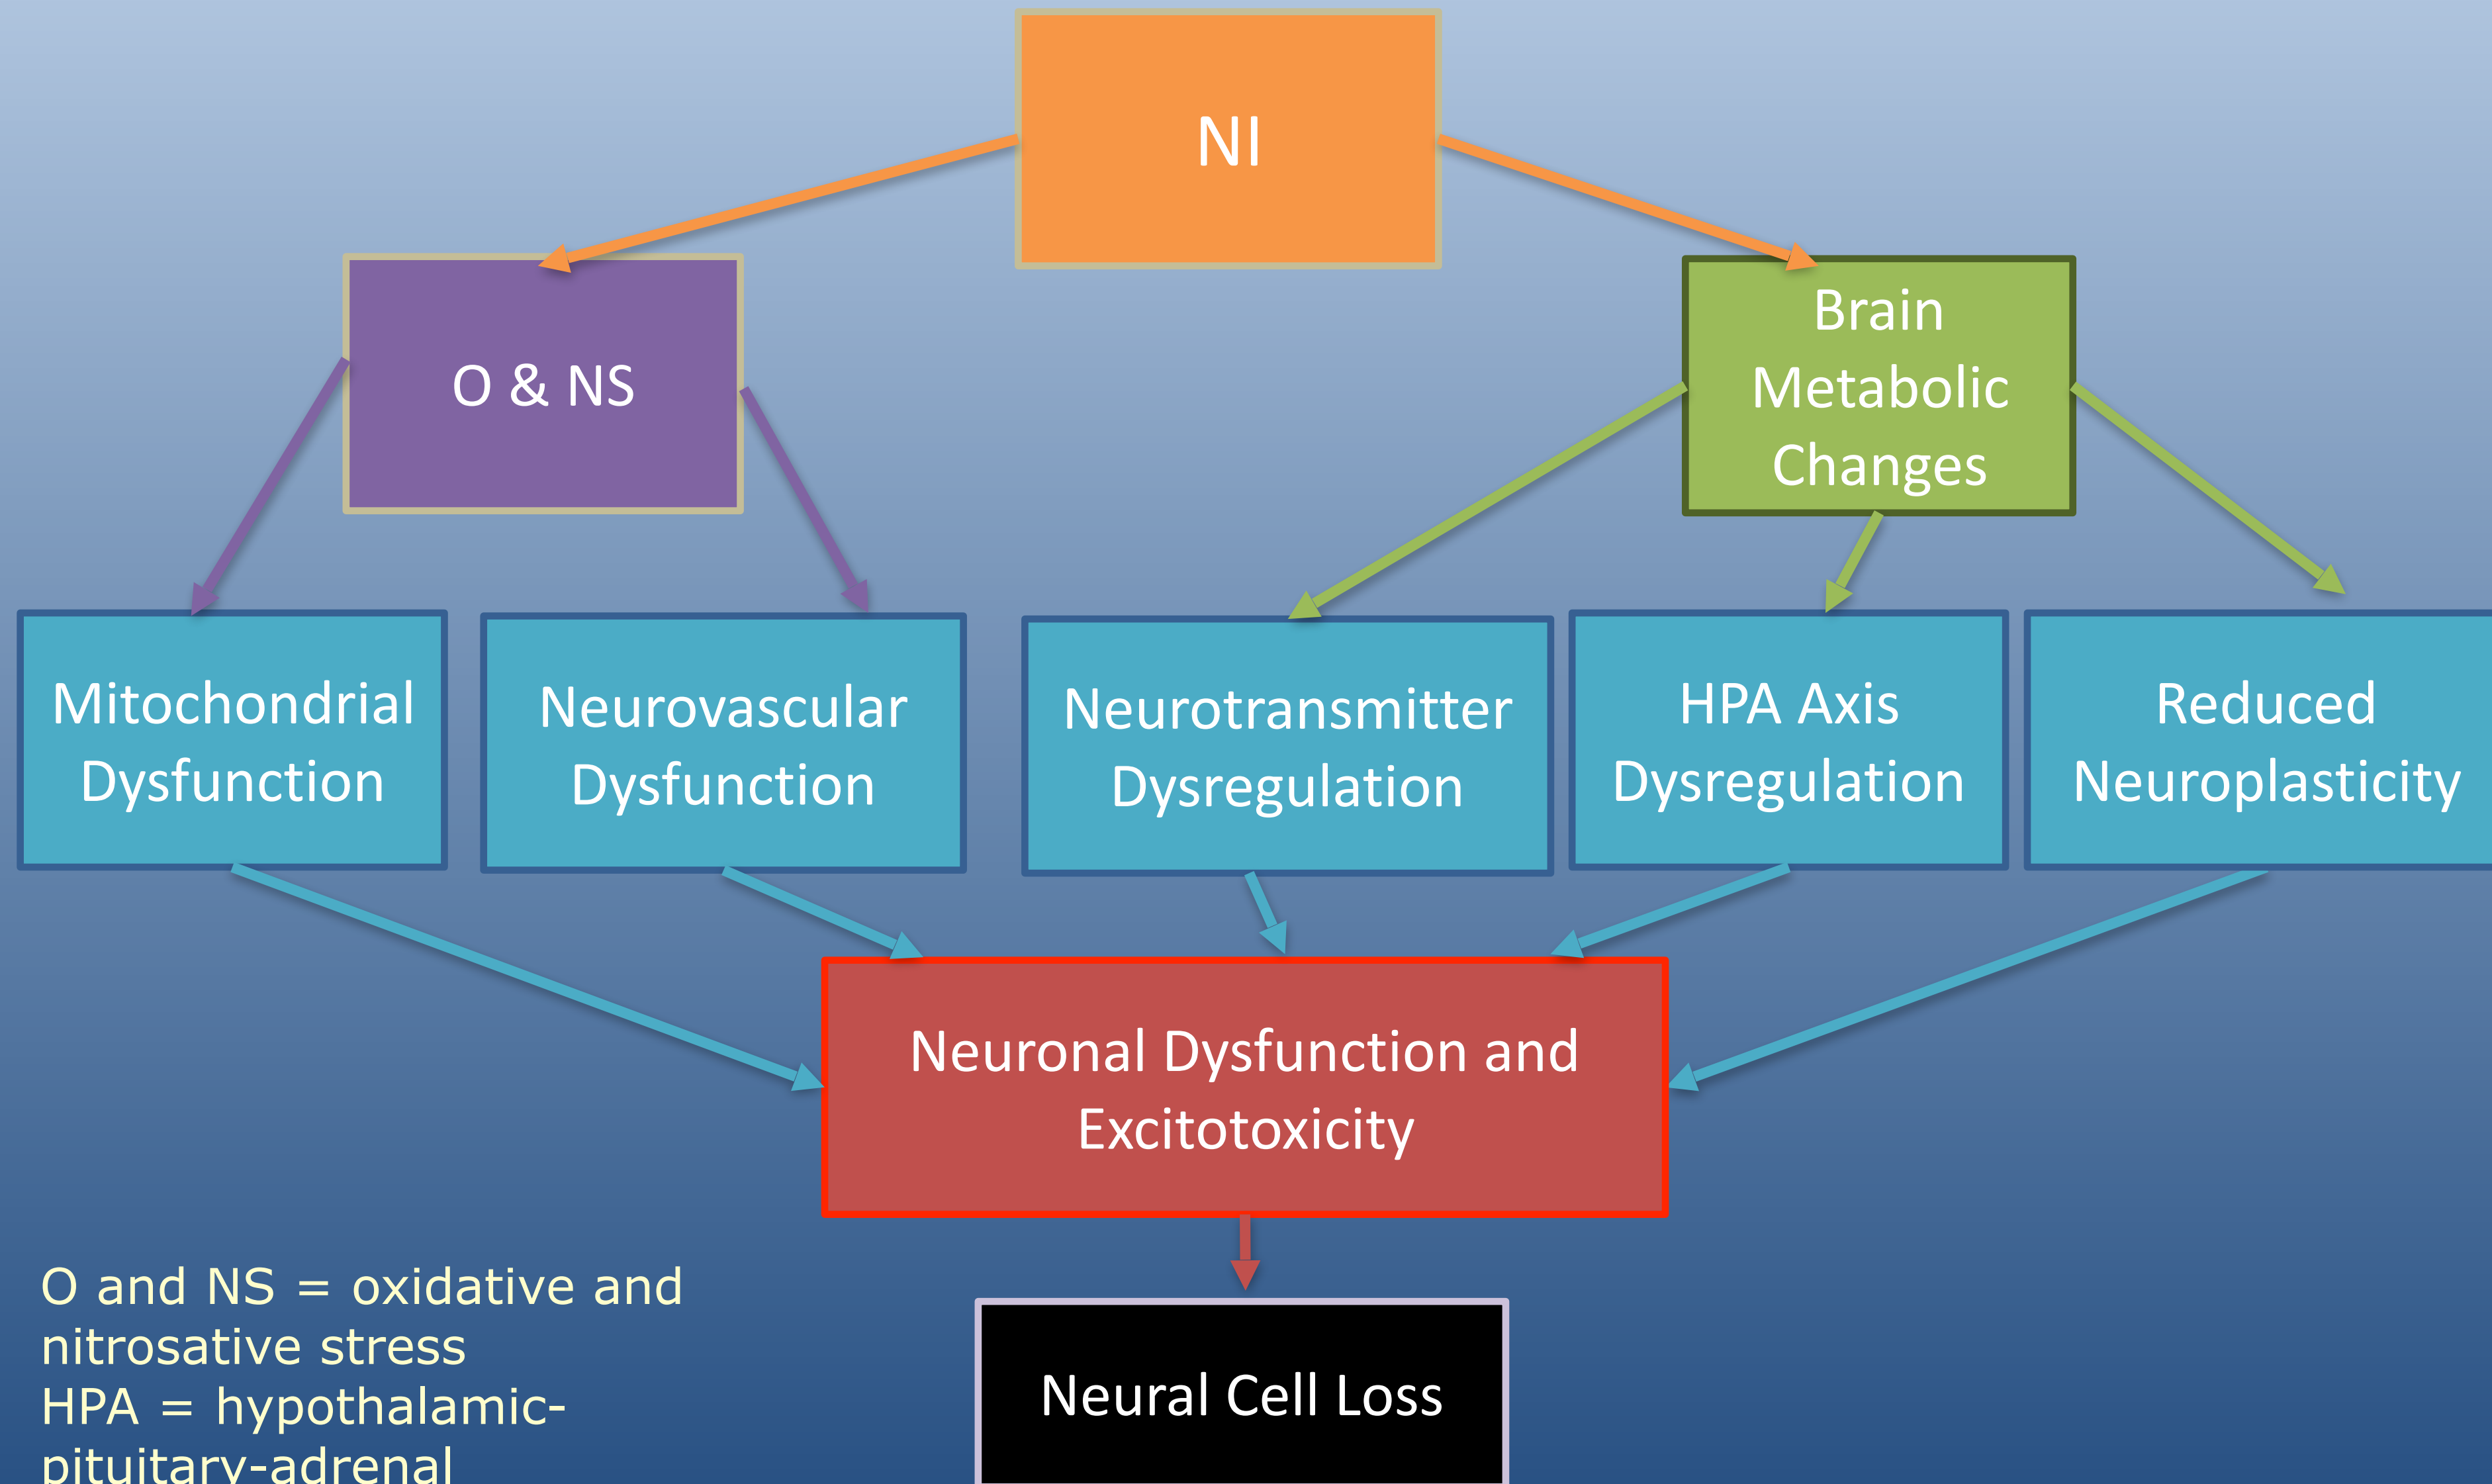 NI
O & NS
Brain
Metabolic
Changes
Mitochondrial
Dysfunction
Neurovascular
Dysfunction
Neurotransmitter
Dysregulation
HPA Axis
Dysregulation
Reduced
Neuroplasticity
Neuronal Dysfunction and
Excitotoxicity
Neural Cell Loss
O and NS = oxidative and
nitrosative stress
HPA = hypothalamic-
pituitary-adrenal